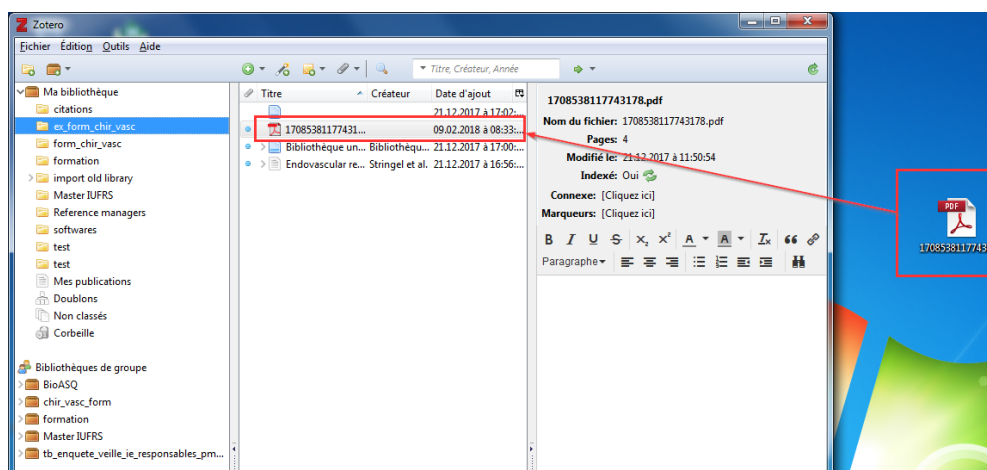 Zotero
Fichier Édition Outils Aide
Titre, Créateur, Année
Ma bibliothèque
citations
ex_form_chir_vasc
form_chir_vasc
formation
import old library
Master IUFRS
Reference managers
softwares
test
test
Mes publications
Doublons
Non classés
Corbeille
Bibliothèques de groupe
BioASQ
chir_vasc_form
formation
Master IUFRS
tb_enquete_veille_ie_responsables_pm...
Titre Créateur Date d'ajout
21.12.2017 à 17:02:...
17085381177431... 09.02.2018 à 08:33:...
Bibliothèque un... Bibliothèqu... 21.12.2017 à 17:00:...
Endovascular re... Stringel et al. 21.12.2017 à 16:56:...
1708538117743178.pdf
Nom du fichier: 1708538117743178.pdf
Pages: 4
Modifié le: 21.12.2017 à 11:50:54
Indexé: Oui
Connexe: [Cliquez ici]
Marqueurs: [Cliquez ici]
B I U S X₂ X² A A Tx
Paragraphe
PDF
1708538117743